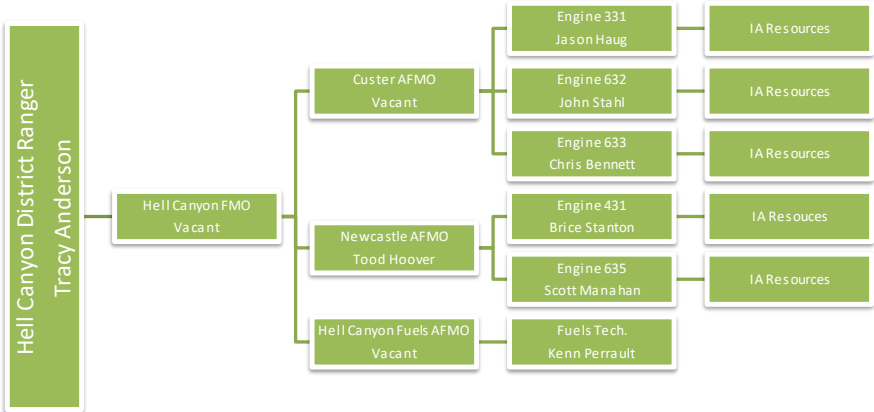 Hell Canyon District Ranger
Tracy Anderson
Hell Canyon FMO
Vacant
Custer AFMO
Vacant
Engine 331
Jason Haug
IA Resources
Engine 632
John Stahl
IA Resources
Engine 633
Chris Bennett
IA Resources
Newcastle AFMO
Tood Hoover
Engine 431
Brice Stanton
IA Resouces
Engine 635
Scott Manahan
IA Resources
Hell Canyon Fuels AFMO
Vacant
Fuels Tech.
Kenn Perrault